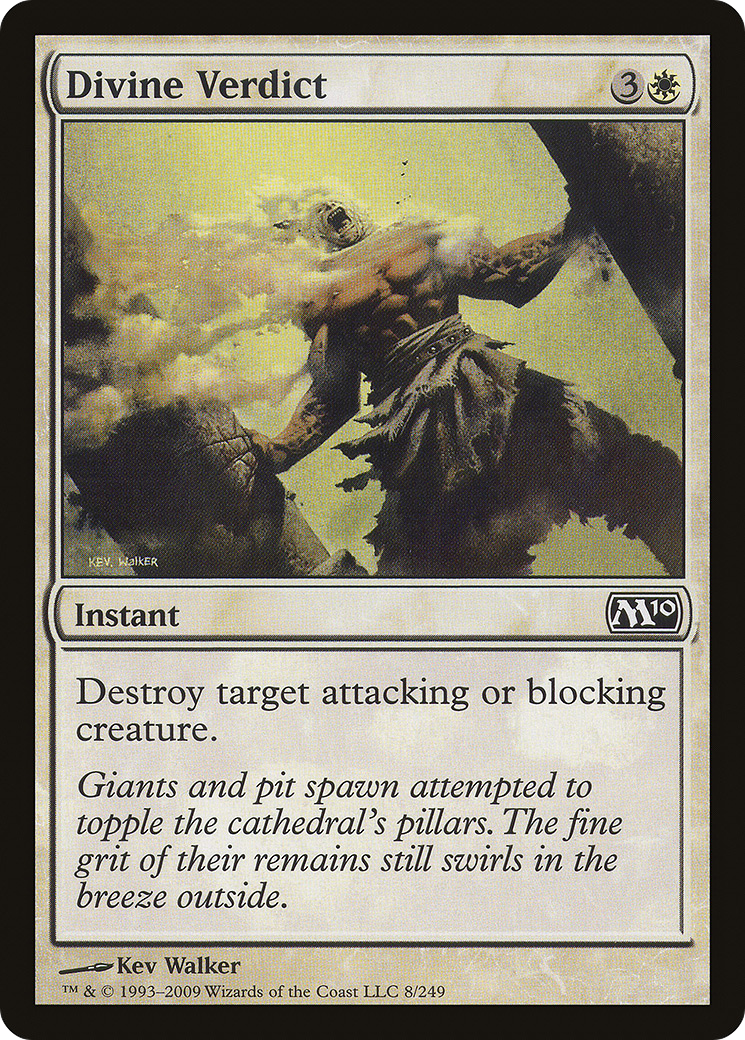 Divine Verdict 3
KEV. WalkER
Instant M10
Destroy target attacking or blocking
creature.
Giants and pit spawn attempted to
topple the cathedral's pillars. The fine
grit of their remains still swirls in the
breeze outside.
Kev Walker
™ & © 1993–2009 Wizards of the Coast LLC 8/249